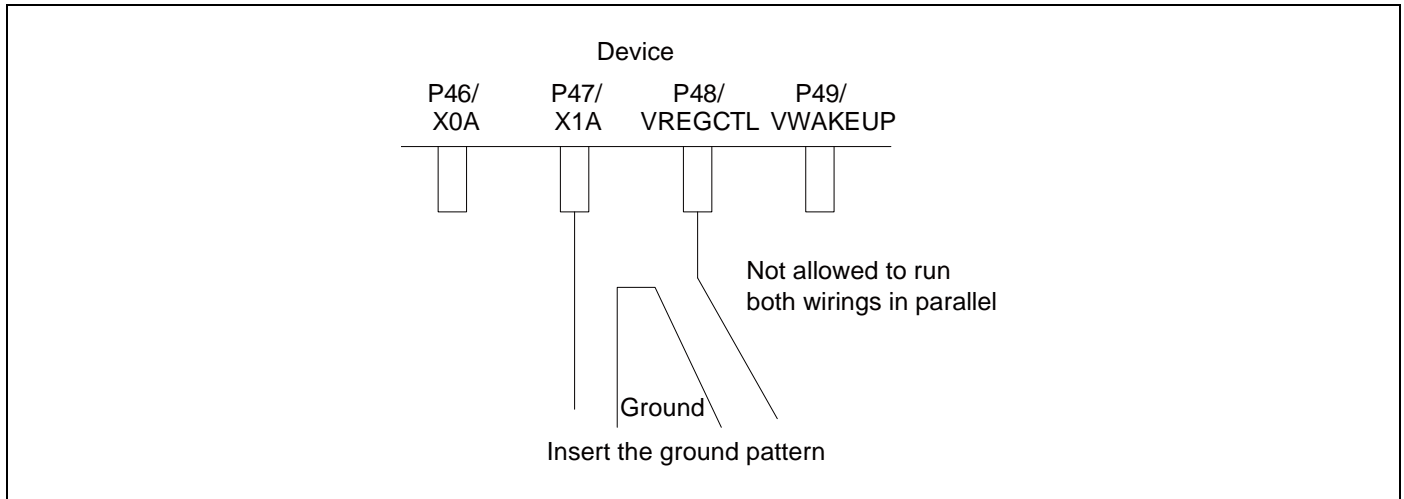 Device
P46/ P47/ P48/ P49/
X0A X1A VREGCTL VWAKEUP
Not allowed to run
both wirings in parallel
Ground
Insert the ground pattern